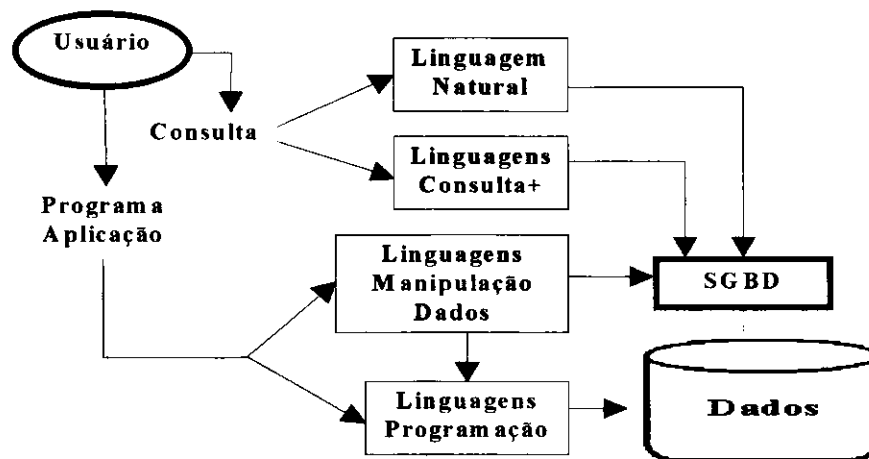 Usuário
Consulta
Programa
Aplicação
Linguagem
Natural
Linguagens
Consulta+
Linguagens
Manipulação
Dados
SGBD
Linguagens
Programação
Dados